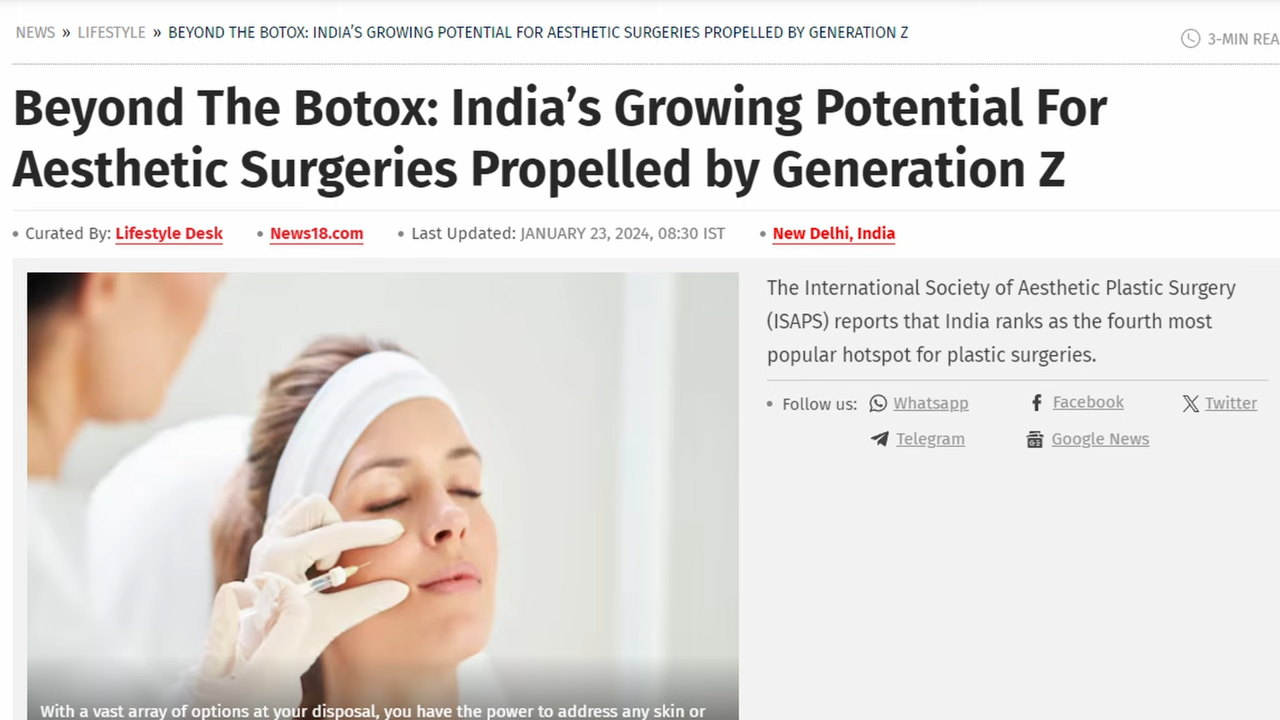 NEWS » LIFESTYLE » BEYOND THE BOTOX: INDIA'S GROWING POTENTIAL FOR AESTHETIC SURGERIES PROPELLED BY GENERATION Z
3-MIN REA
Beyond The Botox: India's Growing Potential For
Aesthetic Surgeries Propelled by Generation Z
• Curated By: Lifestyle Desk • News18.com • Last Updated: JANUARY 23, 2024, 08:30 IST • New Delhi, India
The International Society of Aesthetic Plastic Surgery
(ISAPS) reports that India ranks as the fourth most
popular hotspot for plastic surgeries.
• Follow us: Whatsapp Facebook Twitter
Telegram Google News
With a vast array of options at your disposal, you have the power to address any skin or